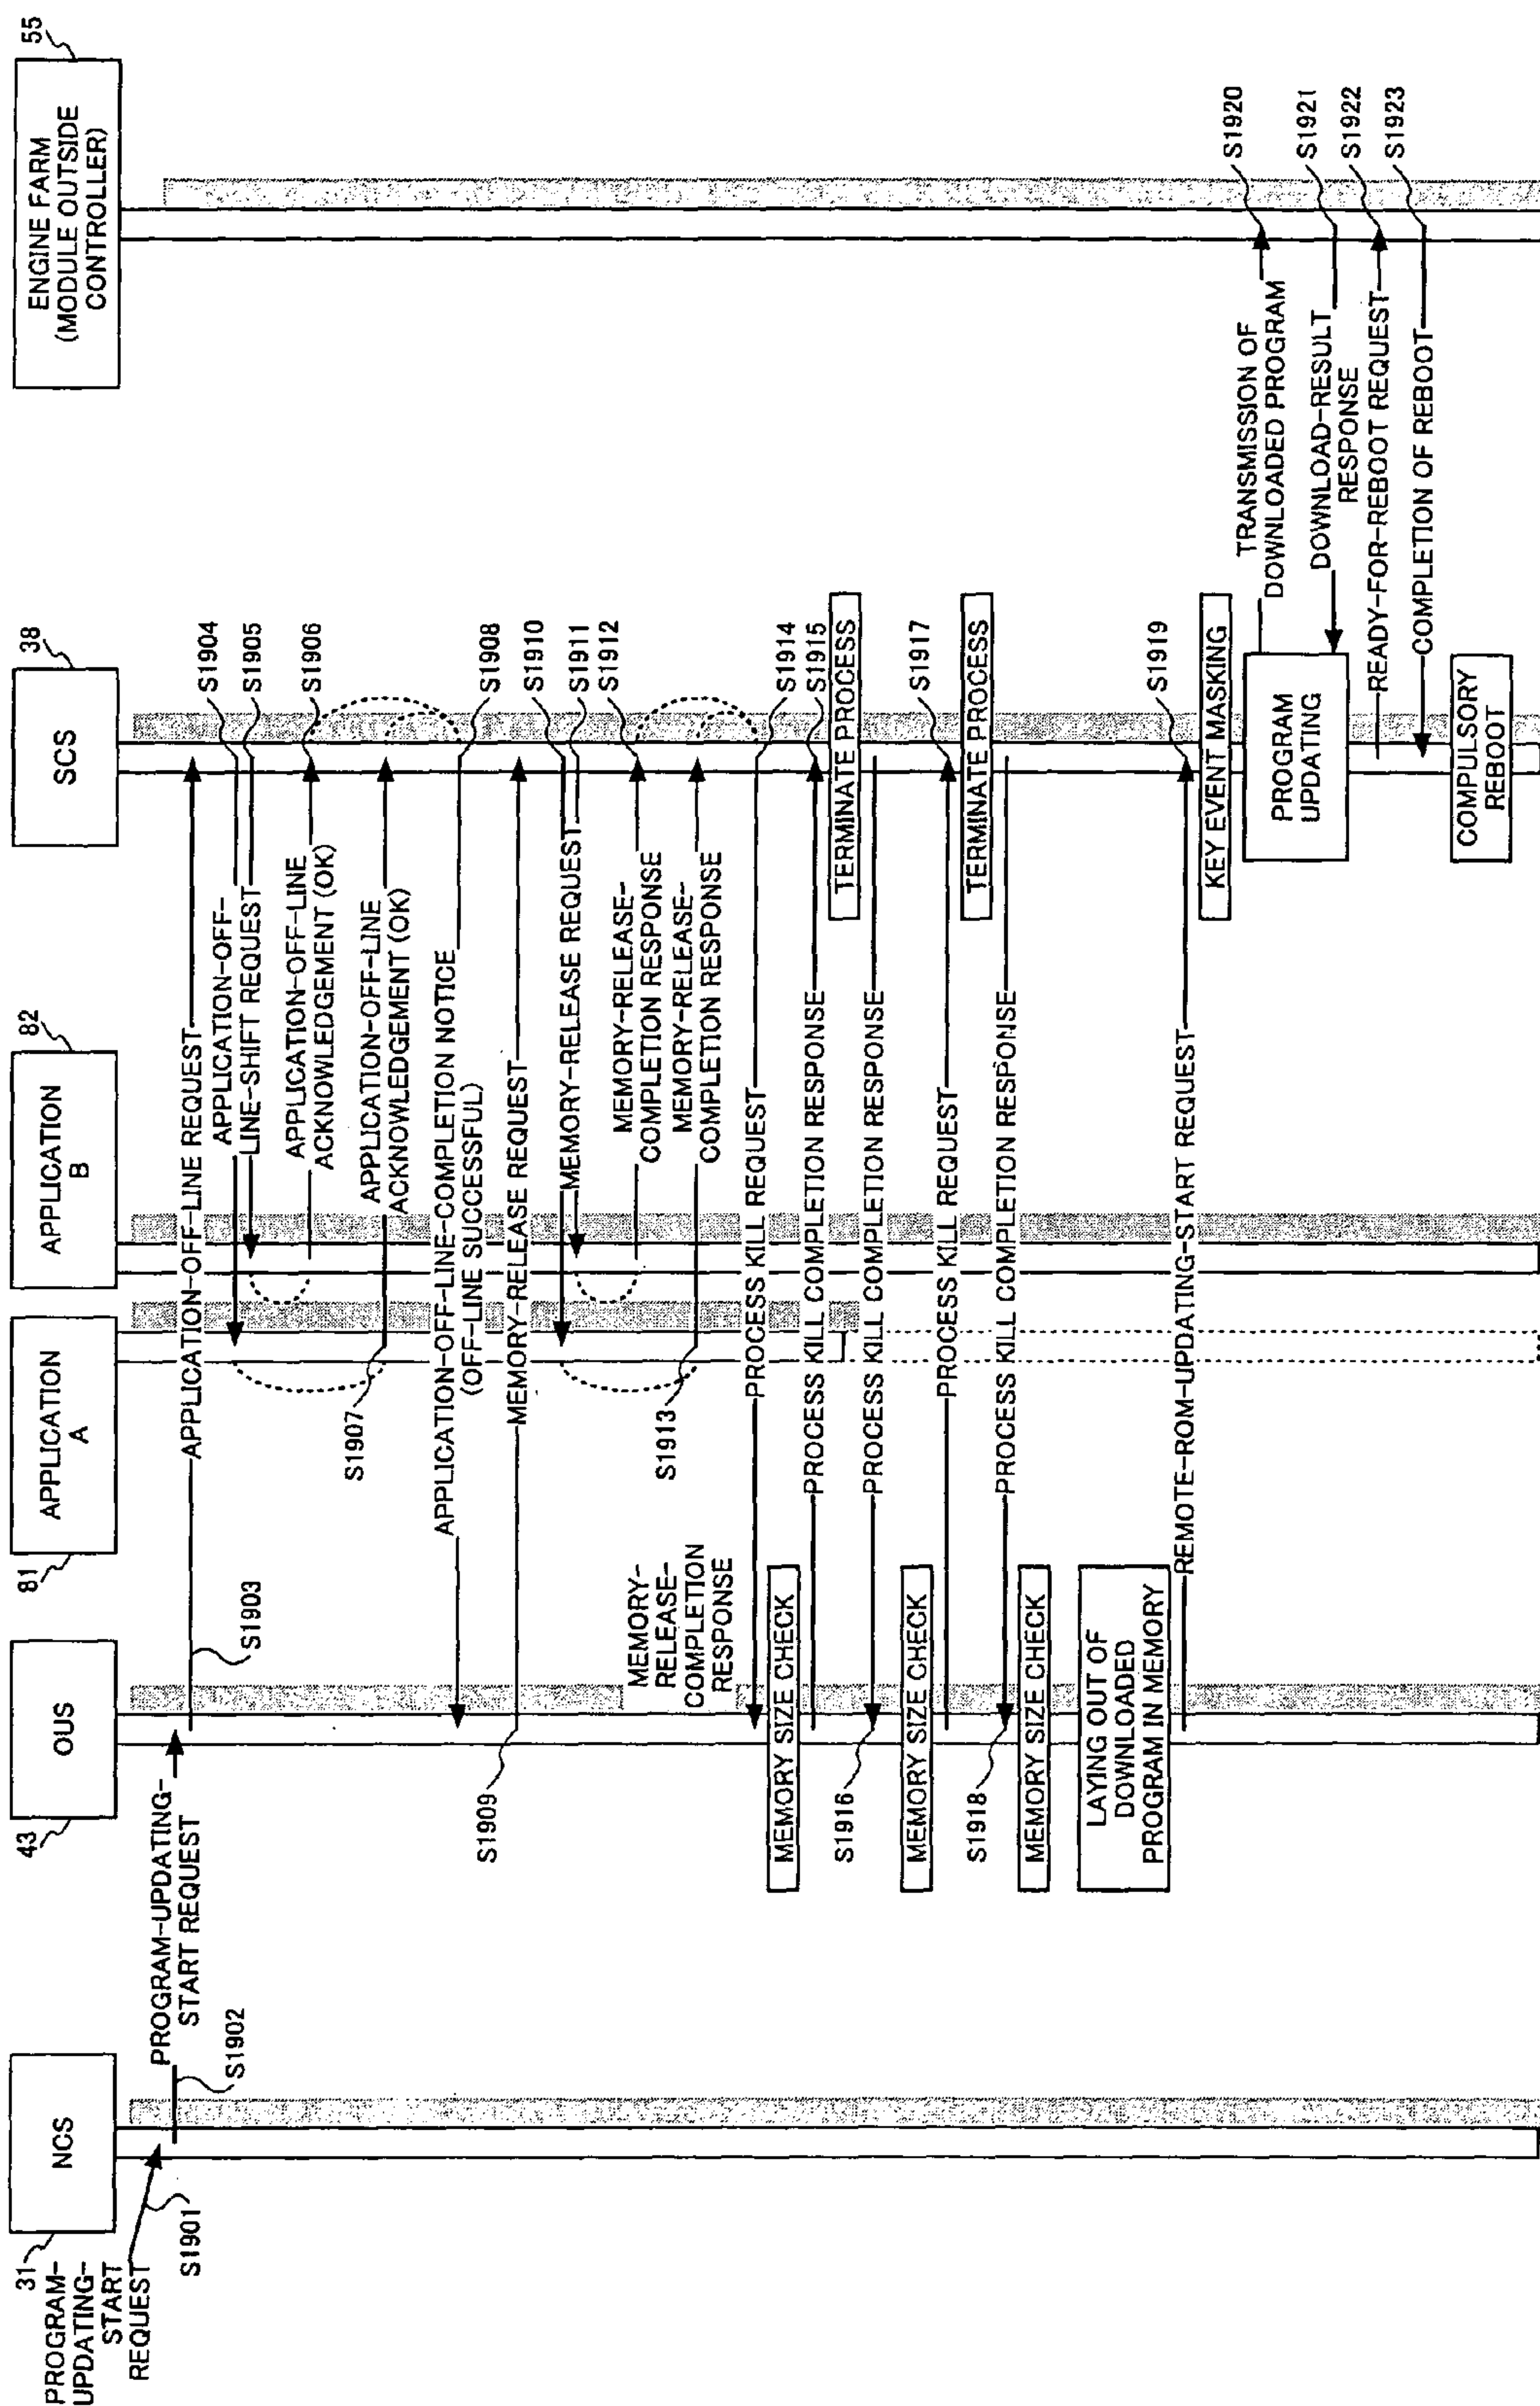 31
NCS
43
OUS
81
APPLICATION
A
82
APPLICATION
B
38
SCS
55
ENGINE FARM
(MODULE OUTSIDE
CONTROLLER)
PROGRAM-
UPDATING-
START
REQUEST
S1901
PROGRAM-UPDATING-
START REQUEST
S1902
APPLICATION-OFF-LINE REQUEST
S1903
APPLICATION-OFF-
LINE-SHIFT REQUEST
S1904
S1905
APPLICATION-OFF-LINE
ACKNOWLEDGEMENT (OK)
S1906
APPLICATION-OFF-LINE
ACKNOWLEDGEMENT (OK)
S1907
APPLICATION-OFF-LINE-COMPLETION NOTICE
(OFF-LINE SUCCESSFUL)
S1908
MEMORY-RELEASE REQUEST
S1909
MEMORY-RELEASE REQUEST
S1910
S1911
MEMORY-RELEASE-
COMPLETION RESPONSE
S1912
MEMORY-RELEASE-
COMPLETION RESPONSE
S1913
MEMORY-
RELEASE-
COMPLETION
RESPONSE
PROCESS KILL REQUEST
S1914
MEMORY SIZE CHECK
PROCESS KILL COMPLETION RESPONSE
S1915
TERMINATE PROCESS
PROCESS KILL COMPLETION RESPONSE
S1916
MEMORY SIZE CHECK
PROCESS KILL REQUEST
S1917
TERMINATE PROCESS
PROCESS KILL COMPLETION RESPONSE
S1918
MEMORY SIZE CHECK
LAYING OUT OF
DOWNLOADED
PROGRAM IN MEMORY
REMOTE-ROM-UPDATING-START REQUEST
S1919
KEY EVENT MASKING
PROGRAM
UPDATING
TRANSMISSION OF
DOWNLOADED PROGRAM
S1920
DOWNLOAD-RESULT
RESPONSE
S1921
READY-FOR-REBOOT REQUEST
S1922
COMPLETION OF REBOOT
S1923
COMPULSORY
REBOOT